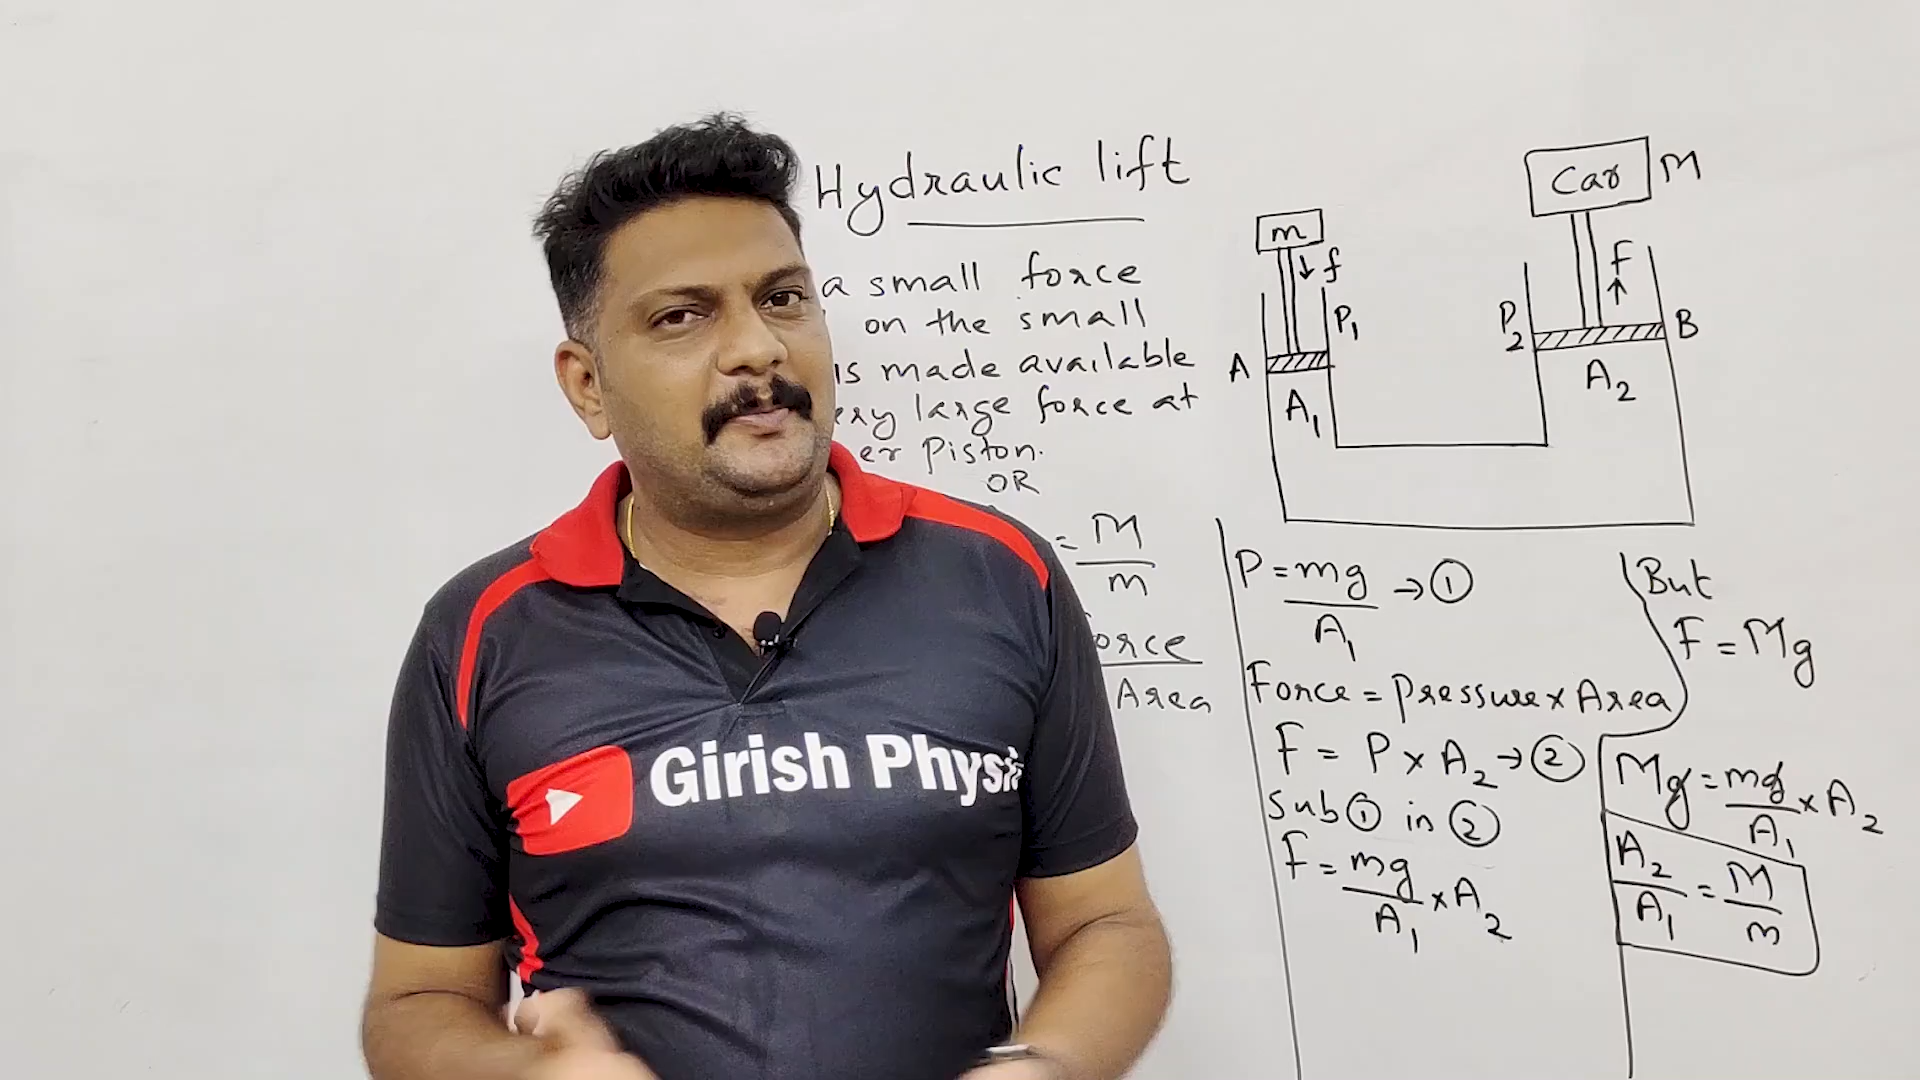 Hydraulic lift
a small force
on the small
is made available
large force at
Piston.
OR
= M
m
Area
m
↓ f
P1
A
A1
Car M
F
↑
P2
B
A2
P = mg → ①
A1
Force = Pressure x Area
F = P x A2 → ②
Sub ① in ②
F = mg x A2
A1
But
F = Mg
Mg = mg x A2
A1
A2 = M
A1 m
Girish Physi